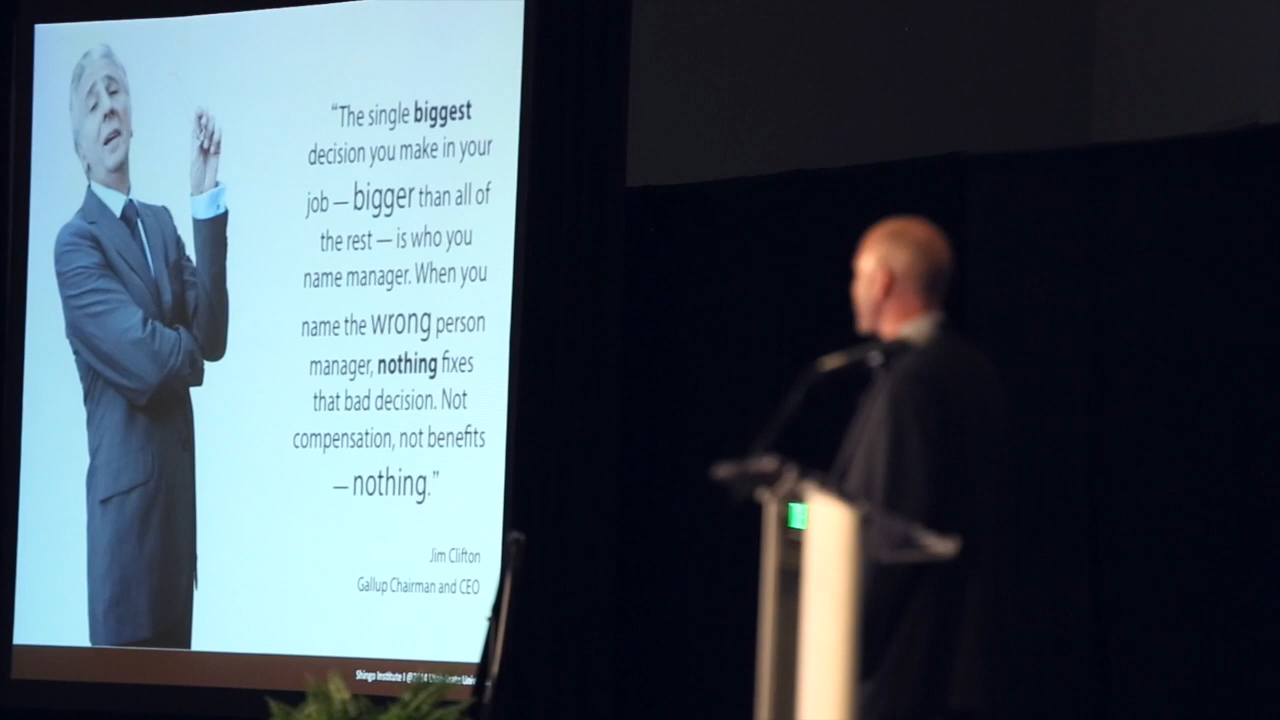 “The single biggest
decision you make in your
job — bigger than all of
the rest — is who you
name manager. When you
name the wrong person
manager, nothing fixes
that bad decision. Not
compensation, not benefits
— nothing.”
Jim Clifton
Gallup Chairman and CEO
Shingo Institute I